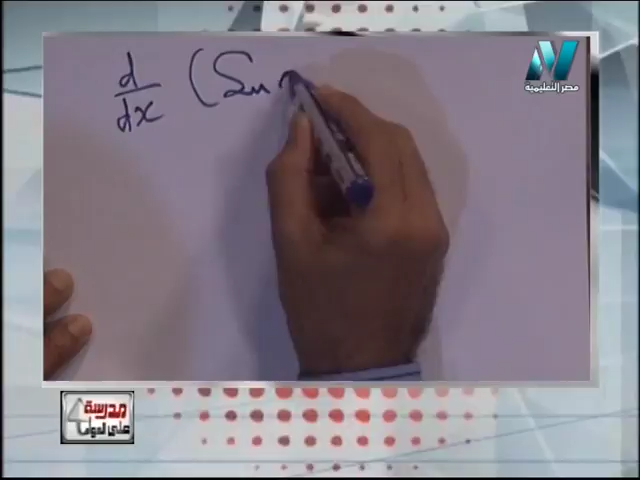 d/dx (Sin
مصر التعليمية
مدرسة
على الهواء